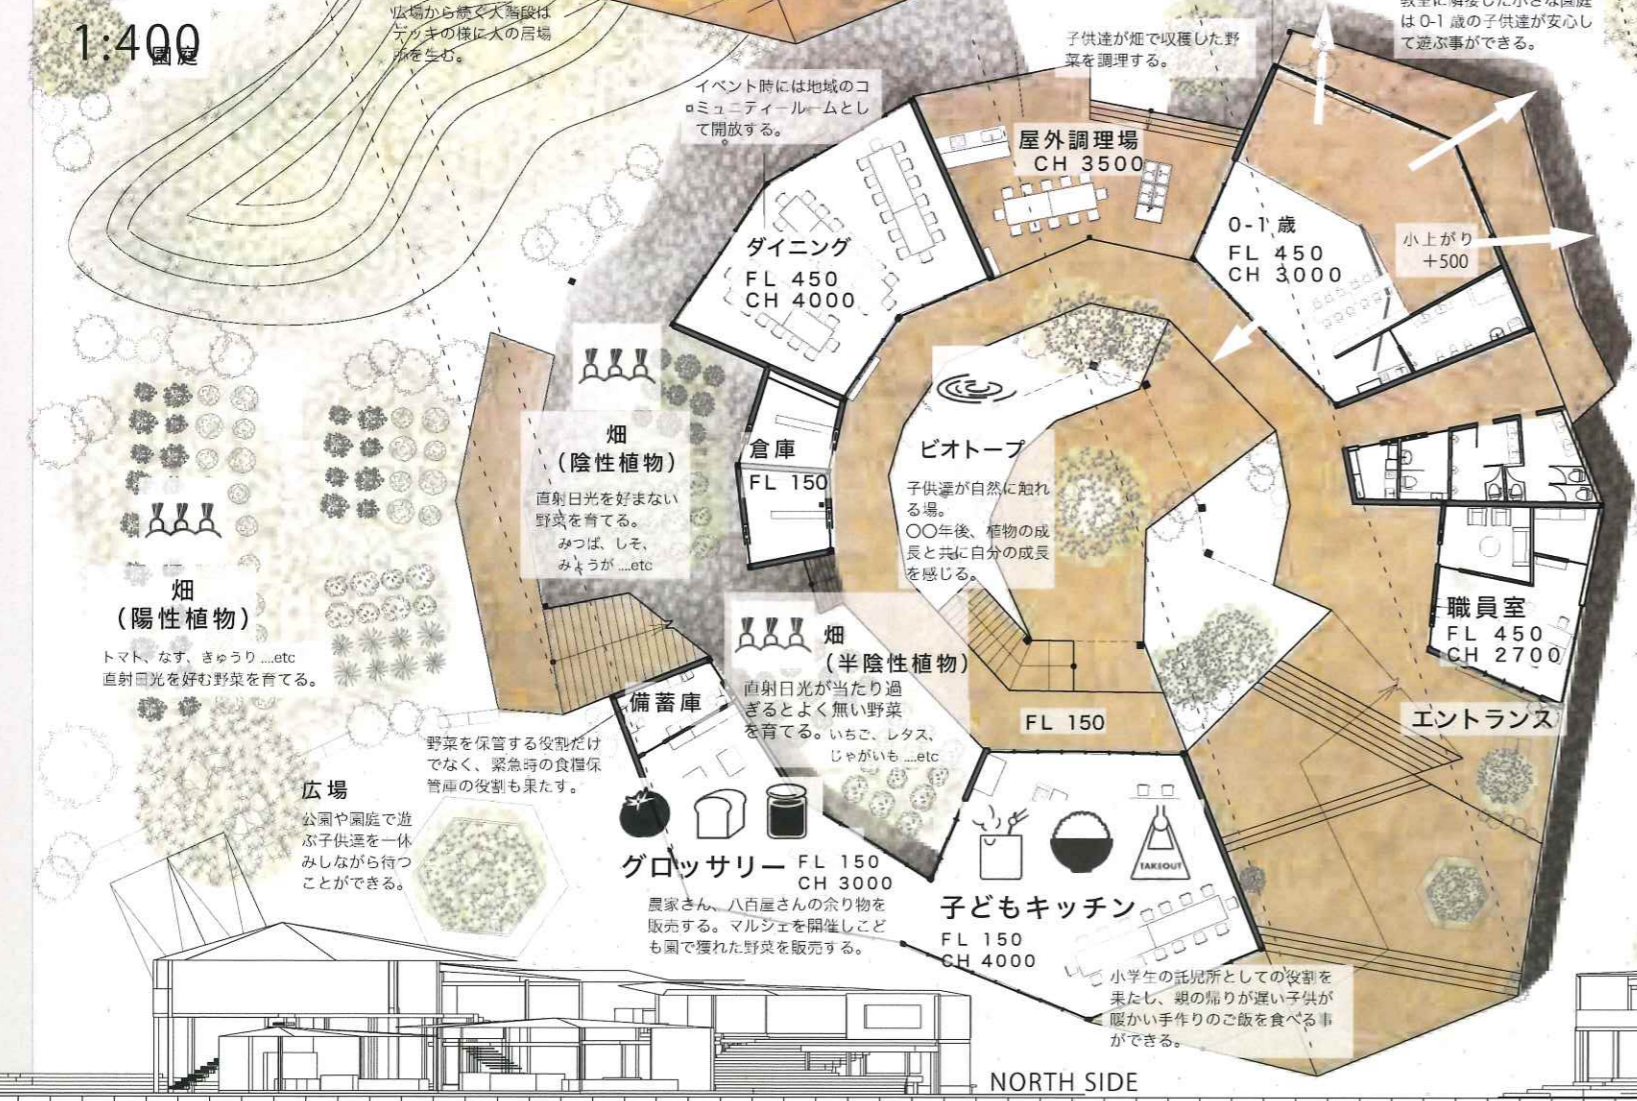 1:400
園庭
広場から続く大階段は
デッキの様に人の居場
所を生む。
イベント時には地域のコ
ミュニティールームとし
て開放する。
子供達が畑で収穫した野
菜を調理する。
教室に隣接した小さな園庭
は 0-1 歳の子供達が安心し
て遊ぶ事ができる。
屋外調理場
CH 3500
ダイニング
FL 450
CH 4000
0-1 歳
FL 450
CH 3000
小上がり
+500
畑
（陰性植物）
直射日光を好まない
野菜を育てる。
みつば、しそ、
みょうが ....etc
倉庫
FL 150
ビオトープ
子供達が自然に触れ
る場。
〇〇年後、植物の成
長と共に自分の成長
を感じる。
畑
（陽性植物）
トマト、なす、きゅうり ....etc
直射日光を好む野菜を育てる。
畑
（半陰性植物）
直射日光が当たり過
ぎるとよく無い野菜
を育てる。いちご、レタス、
じゃがいも ....etc
職員室
FL 450
CH 2700
エントランス
FL 150
備蓄庫
野菜を保管する役割だけ
でなく、緊急時の食糧保
管庫の役割も果たす。
広場
公園や園庭で遊
ぶ子供達を一休
みしながら待つ
ことができる。
グロッサリー
FL 150
CH 3000
農家さん、八百屋さんの余り物を
販売する。マルシェを開催しこど
も園で獲れた野菜を販売する。
TAKEOUT
子どもキッチン
FL 150
CH 4000
小学生の託児所としての役割を
果たし、親の帰りが遅い子供が
暖かい手作りのご飯を食べる事
ができる。
NORTH SIDE